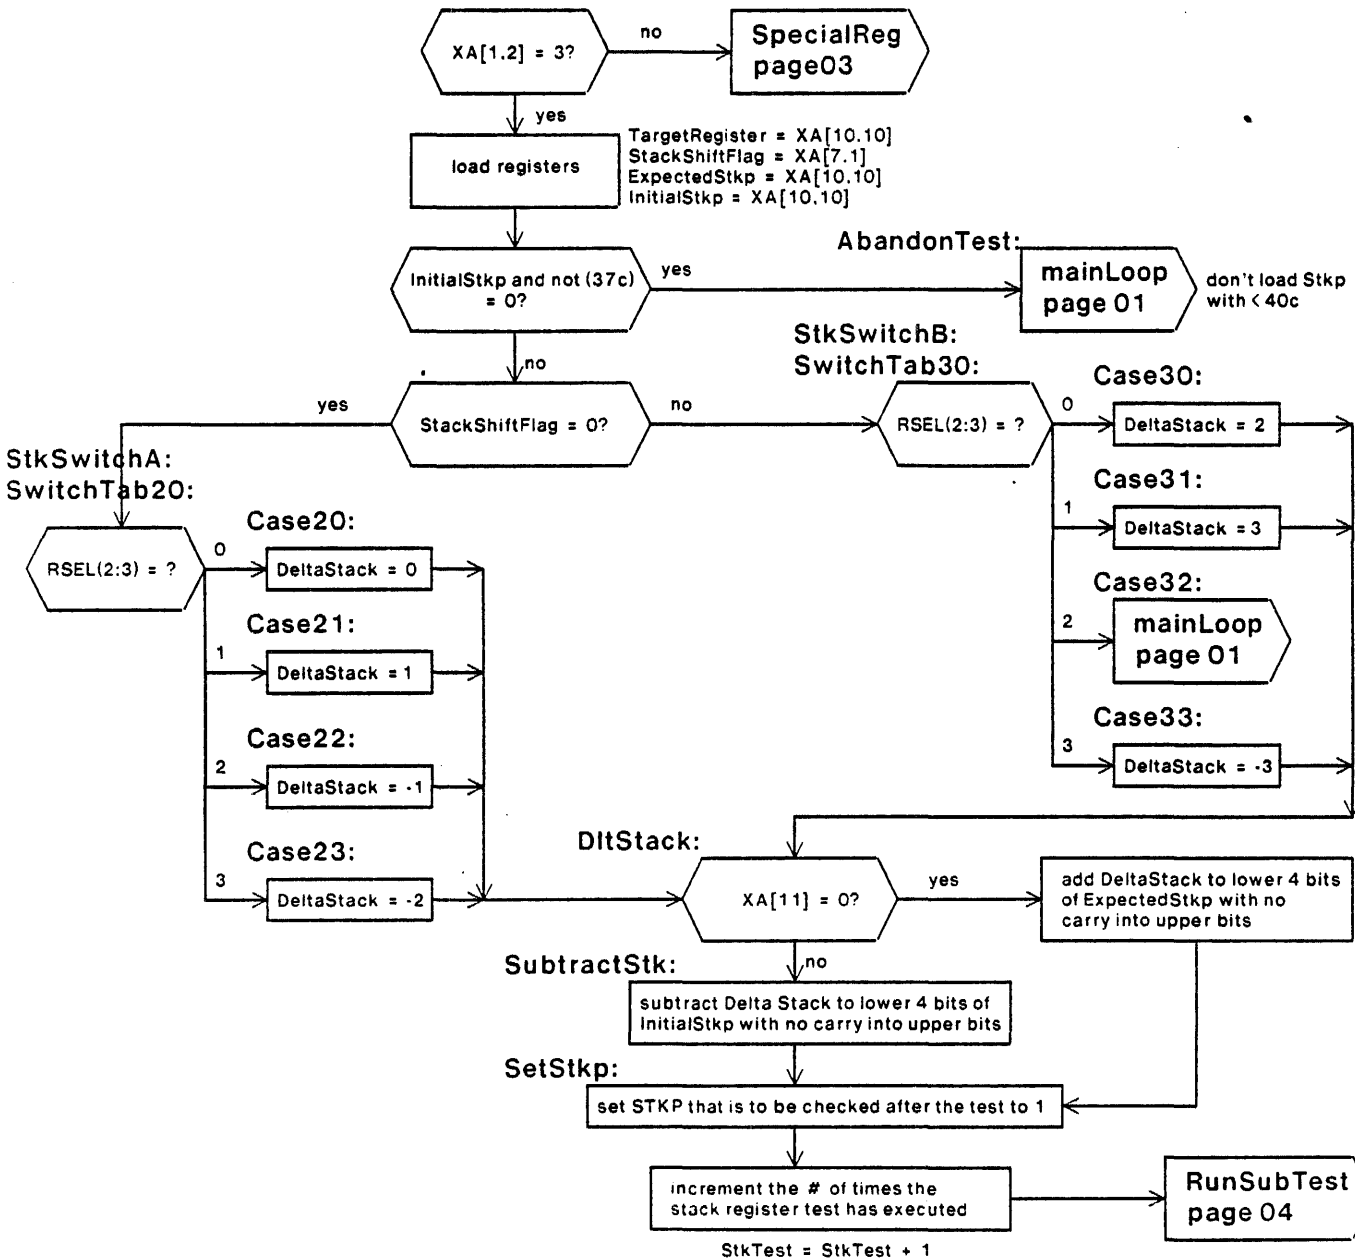 XA[1,2] = 3?
no
SpecialReg
page03
yes
load registers
TargetRegister = XA[10.10]
StackShiftFlag = XA[7.1]
ExpectedStkp = XA[10,10]
InitialStkp = XA[10,10]
InitialStkp and not (37c)
= 0?
yes
AbandonTest:
mainLoop
page 01
don't load Stkp
with < 40c
no
StackShiftFlag = 0?
yes
no
StkSwitchB:
SwitchTab30:
RSEL(2:3) = ?
Case30:
0
DeltaStack = 2
Case31:
1
DeltaStack = 3
Case32:
2
mainLoop
page 01
Case33:
3
DeltaStack = -3
StkSwitchA:
SwitchTab20:
RSEL(2:3) = ?
Case20:
0
DeltaStack = 0
Case21:
1
DeltaStack = 1
Case22:
2
DeltaStack = -1
Case23:
3
DeltaStack = -2
DltStack:
XA[11] = 0?
yes
add DeltaStack to lower 4 bits
of ExpectedStkp with no
carry into upper bits
no
SubtractStk:
subtract Delta Stack to lower 4 bits of
InitialStkp with no carry into upper bits
SetStkp:
set STKP that is to be checked after the test to 1
increment the # of times the
stack register test has executed
StkTest = StkTest + 1
RunSubTest
page 04